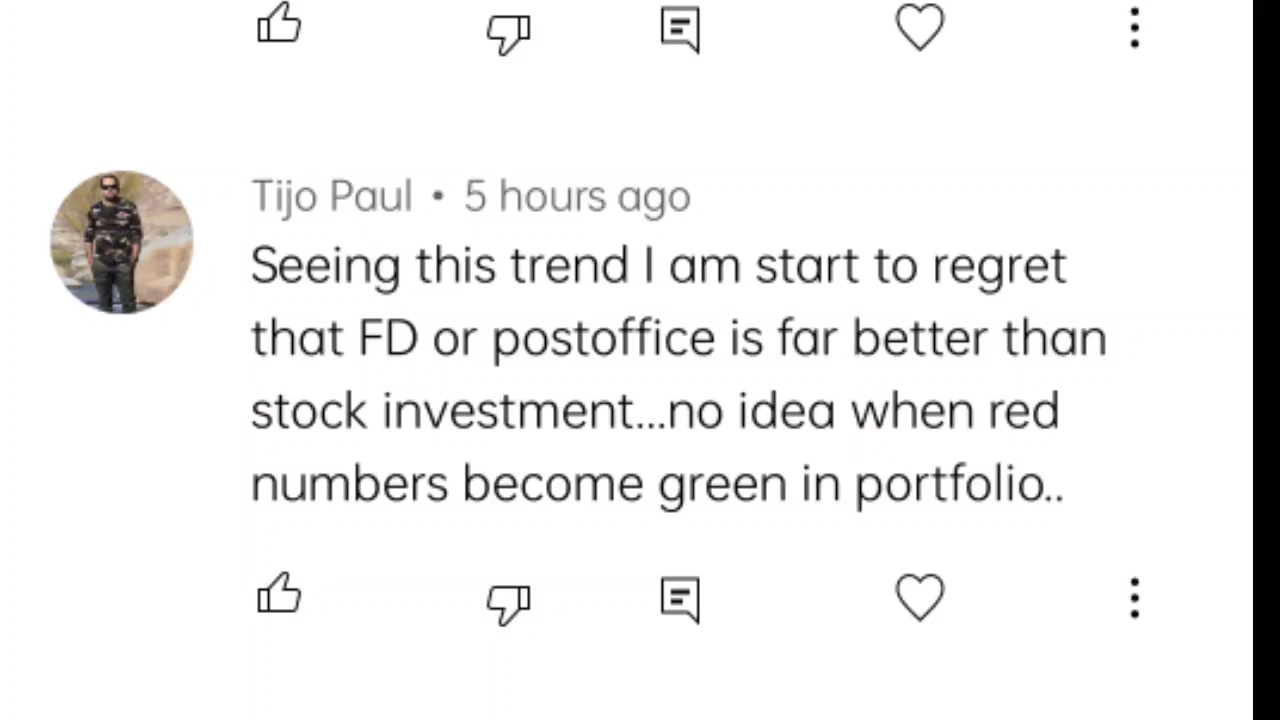 Tijo Paul • 5 hours ago
Seeing this trend I am start to regret
that FD or postoffice is far better than
stock investment...no idea when red
numbers become green in portfolio..